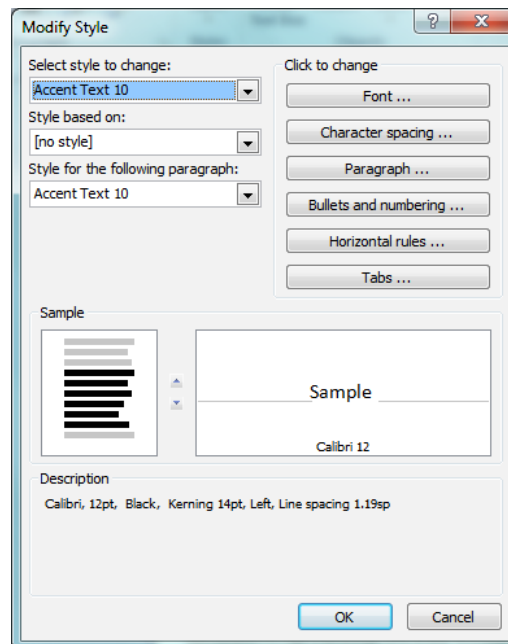 Modify Style
?
X
Select style to change:
Accent Text 10
Style based on:
[no style]
Style for the following paragraph:
Accent Text 10
Click to change
Font ...
Character spacing ...
Paragraph ...
Bullets and numbering ...
Horizontal rules ...
Tabs ...
Sample
Sample
Calibri 12
Description
Calibri, 12pt, Black, Kerning 14pt, Left, Line spacing 1.19sp
OK
Cancel